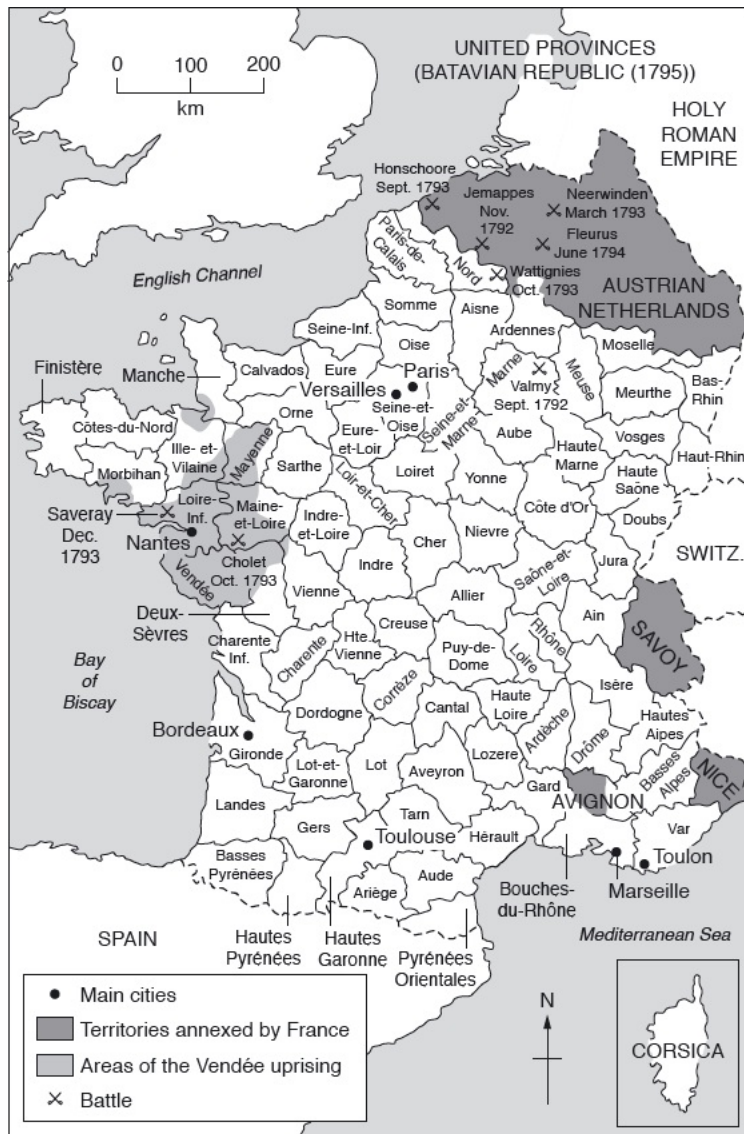 0 100 200
km
UNITED PROVINCES
(BATAVIAN REPUBLIC (1795))
HOLY
ROMAN
EMPIRE
Honschoore
Sept. 1793
Jemappes
Nov.
1792
Neerwinden
March 1793
Fleurus
June 1794
Wattignies
Oct. 1793
AUSTRIAN
NETHERLANDS
English Channel
Paris-de-
Calais
Nord
Somme
Aisne
Ardennes
Seine-Inf.
Oise
Moselle
Finistère
Manche
Calvados
Eure
Paris
Versailles
Marne
Valmy
Sept. 1792
Meuse
Meurthe
Bas-
Rhin
Côtes-du-Nord
Orne
Seine-et-
Oise
Seine-et-
Marne
Ille- et-
Vilaine
Mayenne
Eure-
et-Loir
Aube
Vosges
Haut-Rhin
Morbihan
Sarthe
Loiret
Yonne
Haute
Marne
Haute
Saône
Loir-et-Cher
Saveray
Dec.
1793
Loire-
Inf.
Maine-
et-Loire
Indre-
et-Loire
Côte d'Or
Doubs
Nantes
Cher
Nievre
Cholet
Oct. 1793
Vendée
Indre
Saône-et-
Loire
Jura
SWITZ.
Vienne
Allier
Deux-
Sèvres
Ain
SAVOY
Charente
Inf.
Charente
Hte.
Vienne
Creuse
Puy-de-
Dome
Rhône
Loire
Bay
of
Biscay
Corrèze
Isère
Bordeaux
Dordogne
Cantal
Haute
Loire
Ardèche
Drôme
Hautes
Aipes
Gironde
Lot-et-
Garonne
Lot
Aveyron
Lozere
Basses
Alpes
NICE
Gard
AVIGNON
Landes
Gers
Tarn
Toulouse
Hérault
Var
Toulon
Basses
Pyrénées
Aude
Ariège
Bouches-
du-Rhône
Marseille
SPAIN
Hautes
Pyrénées
Hautes
Garonne
Pyrénées
Orientales
Mediterranean Sea
Main cities
Territories annexed by France
Areas of the Vendée uprising
Battle
N
CORSICA